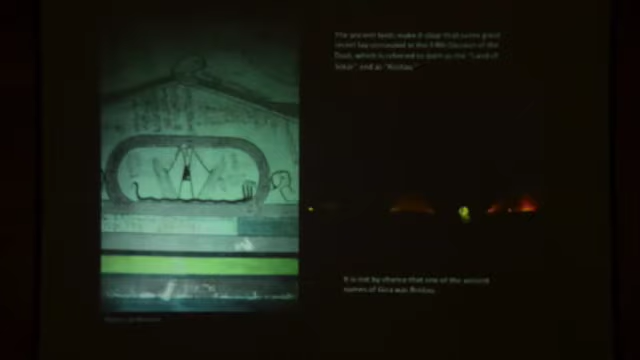 The ancient texts make it clear that some great
secret lay concealed in the Fifth Division of the
Duat, which is referred to as the "Land of
Sokar" and as "Rostau."
It is not by chance that one of the ancient
names of Giza was Rostau.